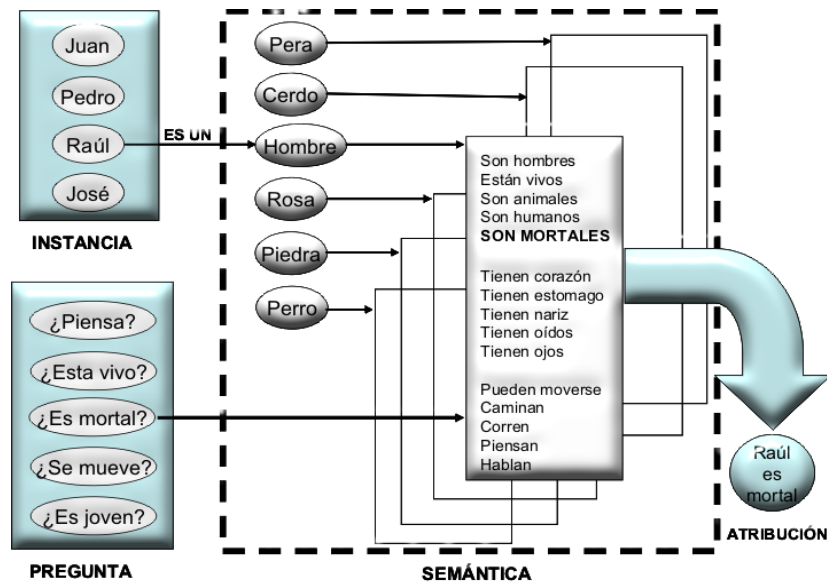 Juan
Pedro
Raúl
José
INSTANCIA
ES UN
¿Piensa?
¿Esta vivo?
¿Es mortal?
¿Se mueve?
¿Es joven?
PREGUNTA
Pera
Cerdo
Hombre
Rosa
Piedra
Perro
Son hombres
Están vivos
Son animales
Son humanos
SON MORTALES
Tienen corazón
Tienen estomago
Tienen nariz
Tienen oídos
Tienen ojos
Pueden moverse
Caminan
Corren
Piensan
Hablan
SEMÁNTICA
Raúl
es
mortal
ATRIBUCIÓN